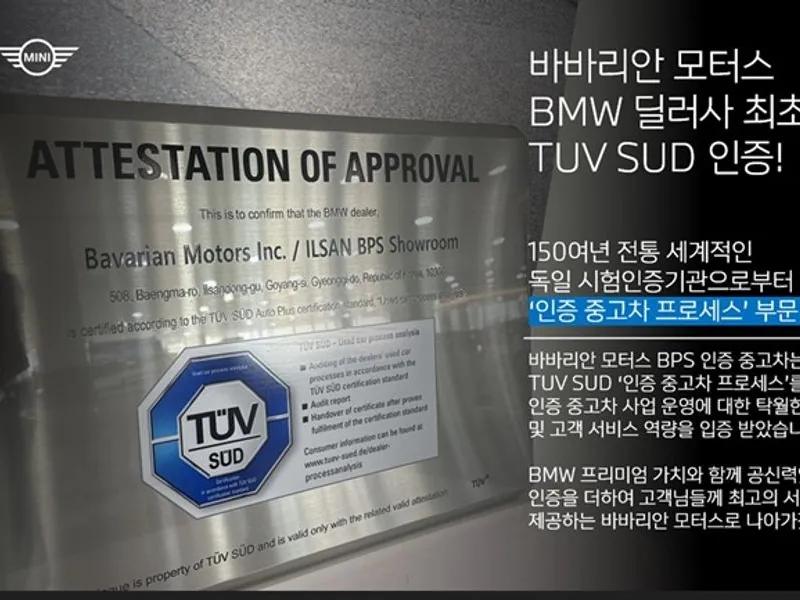 MINI
ATTESTATION OF APPROVAL
This is to confirm that the BMW dealer,
Bavarian Motors Inc. / ILSAN BPS Showroom
508, Baengma-ro, Ilsandong-gu, Goyang-si, Gyeonggi-do, Republic of
is certified according to the TÜV SÜD Auto Plus certification standard,
TÜV SÜD - Used car process analysis
Auditing of the dealers' used car
processes in accordance with the
TÜV SÜD certification standard
Audit report
Handover of certificate after proven
fulfilment of the certification standard
Consumer information can be found at
www.tuev-sued.de/dealer-
processanalysis
TÜV
SÜD
TÜV®
is property of TÜV SÜD and is valid only with the related valid attestation
바바리안 모터스
BMW 딜러사 최초
TUV SUD 인증!
150여년 전통 세계적인
독일 시험인증기관으로부터
‘인증 중고차 프로세스’ 부문
바바리안 모터스 BPS 인증 중고차는
TUV SUD ‘인증 중고차 프로세스’를
인증 중고차 사업 운영에 대한 탁월한
및 고객 서비스 역량을 입증 받았습니
BMW 프리미엄 가치와 함께 공신력
인증을 더하여 고객님들께 최고의 서
제공하는 바바리안 모터스로 나아가